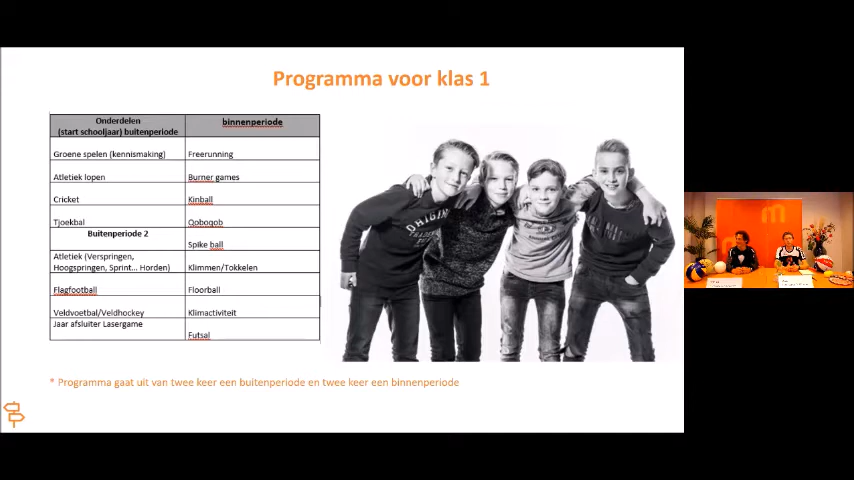 Programma voor klas 1
Onderdelen
(start schooljaar) buitenperiode
binnenperiode
Groene spelen (kennismaking)
Freerunning
Atletiek lopen
Burner games
Cricket
Kinball
Tjoekbal
Qoboqob
Buitenperiode 2
Spike ball
Atletiek (Verspringen,
Hoogspringen, Sprint... Horden)
Klimmen/Tokkelen
Flagfootball
Floorball
Veldvoetbal/Veldhockey
Klimactiviteit
Jaar afsluiter Lasergame
Futsal
* Programma gaat uit van twee keer een buitenperiode en twee keer een binnenperiode
m